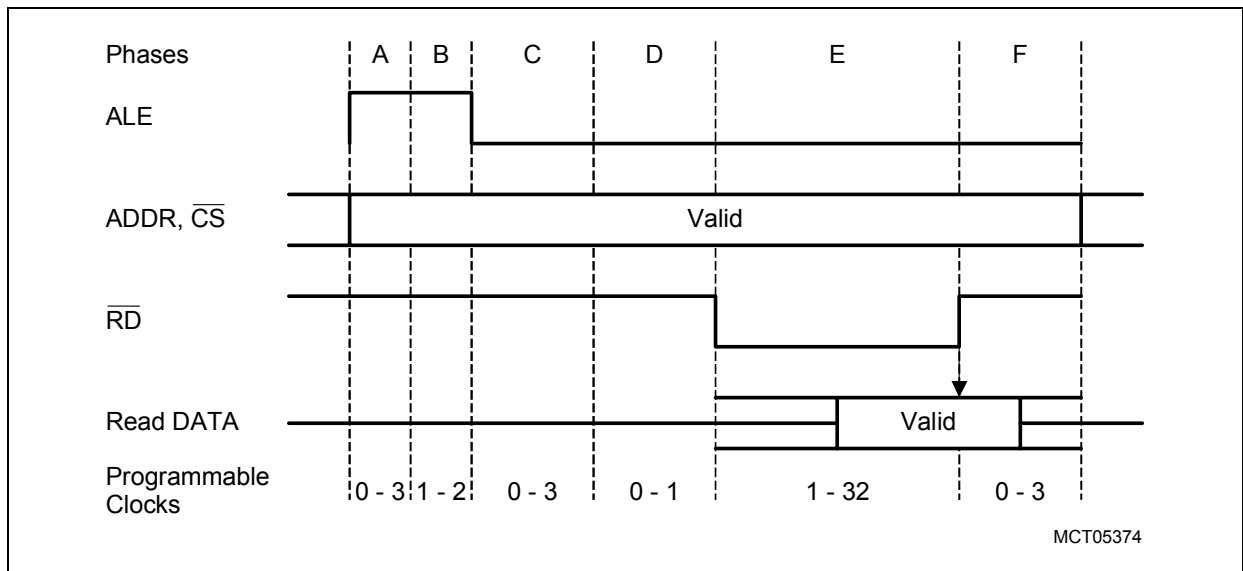 Phases A B C D E F
ALE
ADDR, CS Valid
RD
Read DATA Valid
Programmable
Clocks 0 - 3 1 - 2 0 - 3 0 - 1 1 - 32 0 - 3
MCT05374